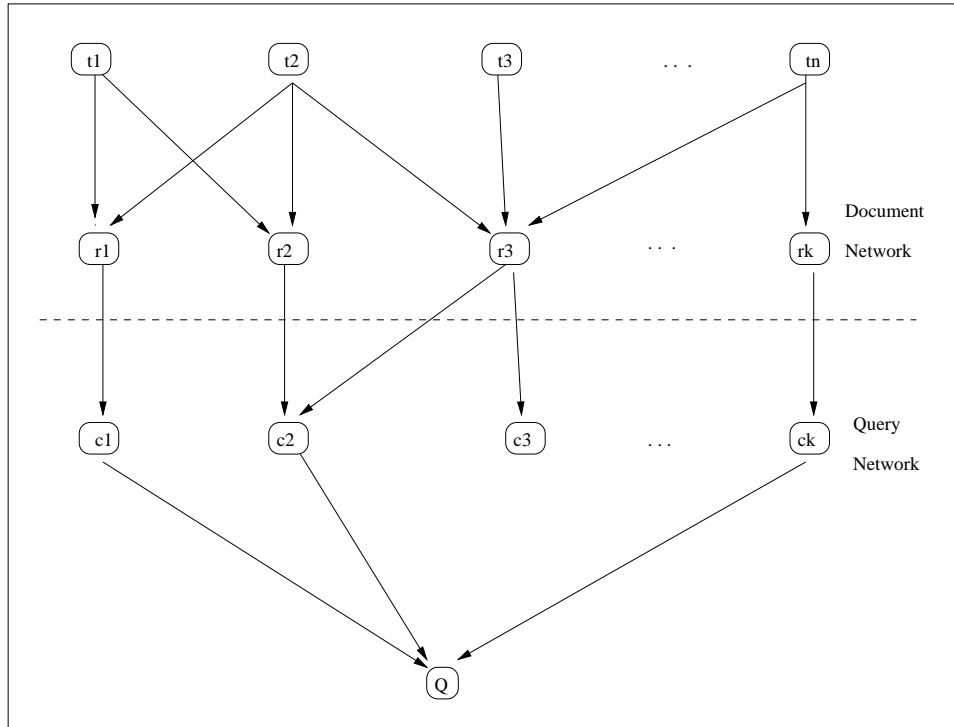 t1 t2 t3 . . . tn
Document
r1 r2 r3 . . . rk Network
c1 c2 c3 . . . ck
Query
Network
Q